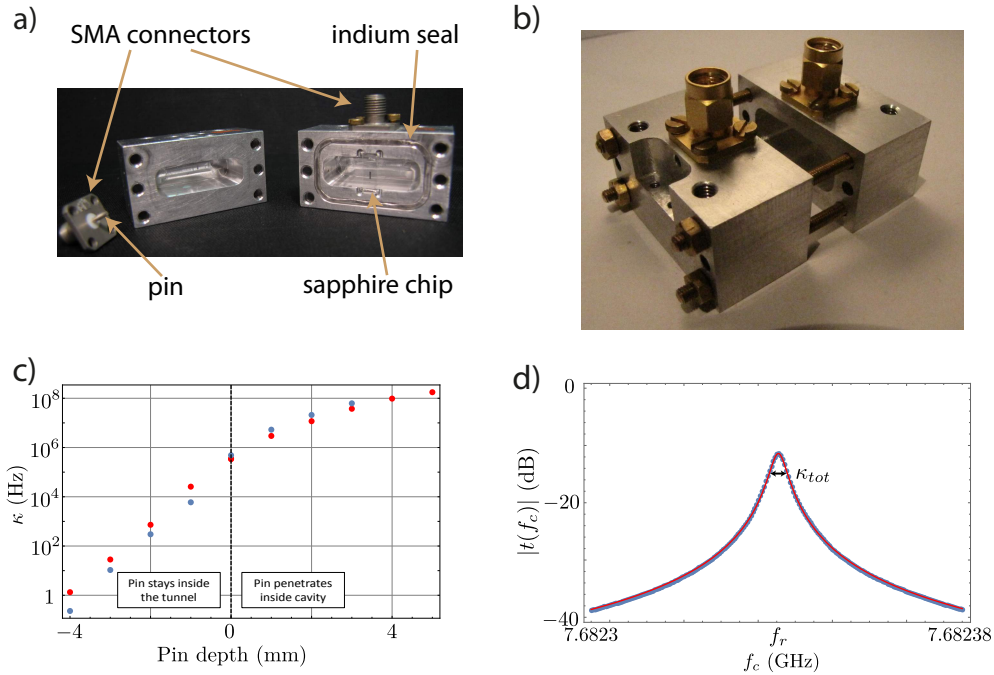 a)
SMA connectors
indium seal
pin
sapphire chip
b)
c)
κ (Hz)
10^8
10^6
10^4
10^2
1
Pin stays inside
the tunnel
Pin penetrates
inside cavity
−4
−2
0
2
4
Pin depth (mm)
d)
|t(f_c)| (dB)
0
−20
−40
κ_tot
7.6823
f_r
7.68238
f_c (GHz)